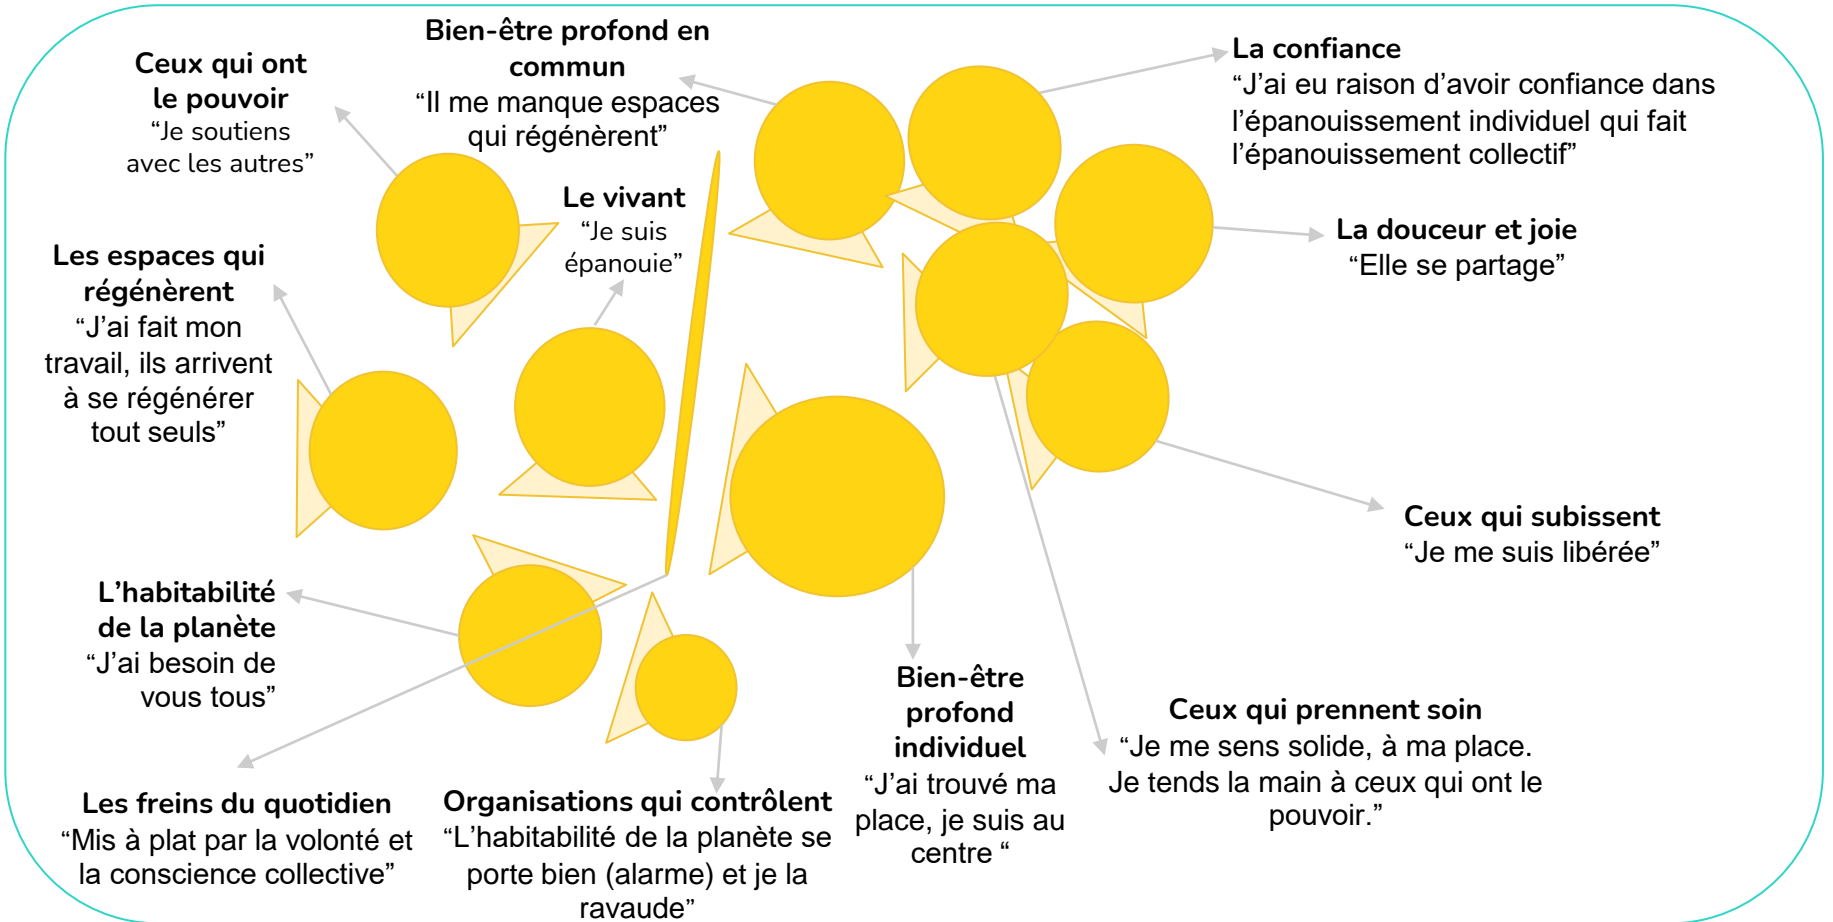 Ceux qui ont
le pouvoir
“Je soutiens
avec les autres”
Bien-être profond en
commun
“Il me manque espaces
qui régénèrent”
La confiance
“J’ai eu raison d’avoir confiance dans
l’épanouissement individuel qui fait
l’épanouissement collectif”
Le vivant
“Je suis
épanouie”
La douceur et joie
“Elle se partage”
Les espaces qui
régénèrent
“J’ai fait mon
travail, ils arrivent
à se régénérer
tout seuls”
Ceux qui subissent
“Je me suis libérée”
L’habitabilité
de la planète
“J’ai besoin de
vous tous”
Bien-être
profond
individuel
“J’ai trouvé ma
place, je suis au
centre “
Ceux qui prennent soin
“Je me sens solide, à ma place.
Je tends la main à ceux qui ont le
pouvoir.”
Les freins du quotidien
“Mis à plat par la volonté et
la conscience collective”
Organisations qui contrôlent
“L’habitabilité de la planète se
porte bien (alarme) et je la
ravaude”